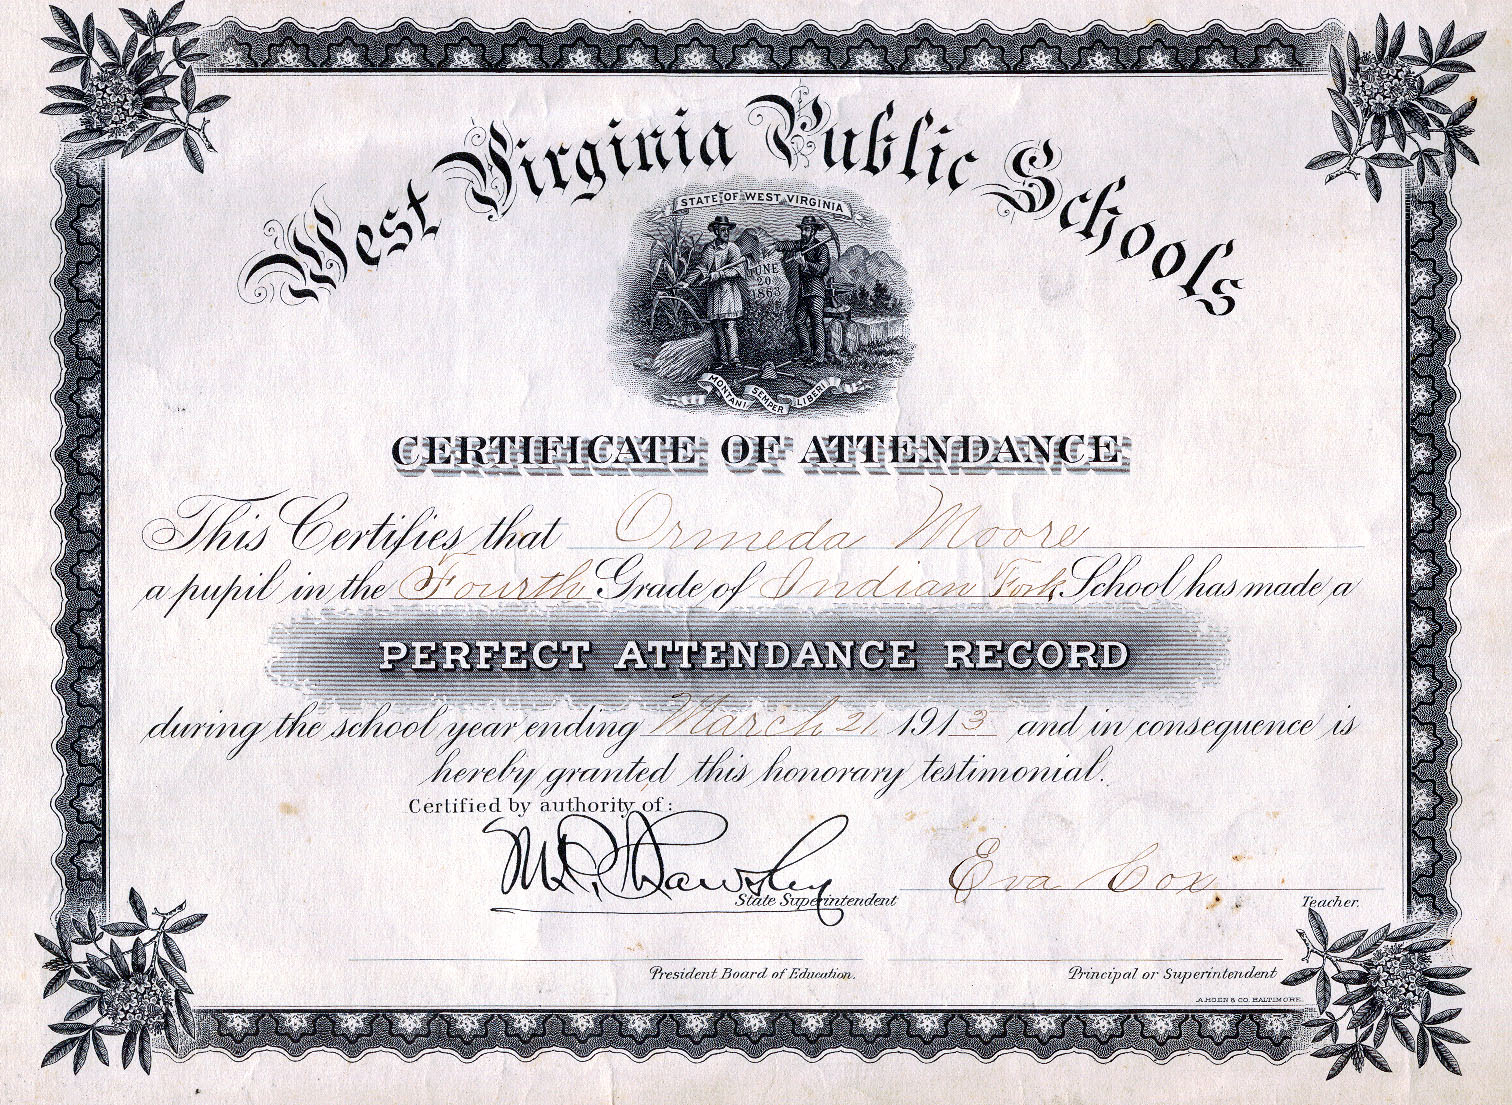 West Virginia Public Schools
STATE OF WEST VIRGINIA
JUNE
20
1863
MONTANI SEMPER LIBERI
CERTIFICATE OF ATTENDANCE
This Certifies that Ormeda Moore
a pupil in the Fourth Grade of Indian Fork School has made a
PERFECT ATTENDANCE RECORD
during the school year ending March 21 1913 and in consequence is
hereby granted this honorary testimonial.
Certified by authority of:
M. P. Shawkey
State Superintendent
Eva Cox
Teacher.
President Board of Education.
Principal or Superintendent
A. HOEN & CO. BALTIMORE.